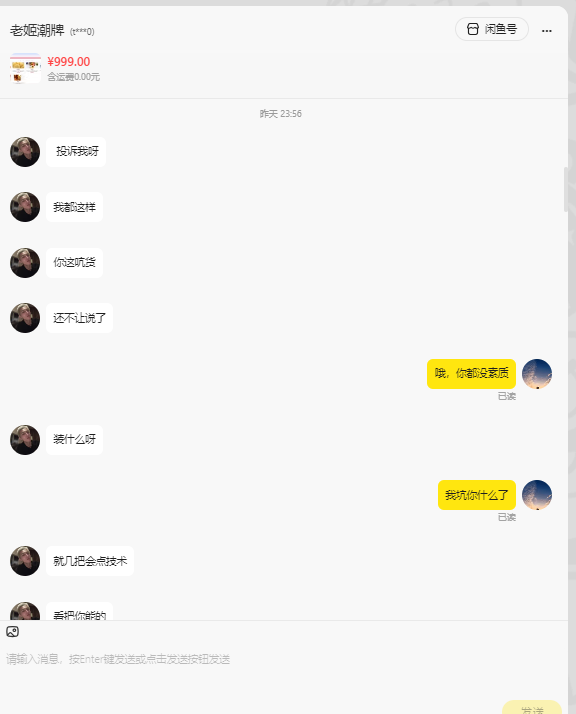 老姬潮牌 (t***0)
闲鱼号
...
¥999.00
含运费0.00元
昨天 23:56
投诉我呀
我都这样
你这吭货
还不让说了
哦，你都没素质
已读
装什么呀
我坑你什么了
已读
就几把会点技术
看把你能的
请输入消息，按Enter键发送或点击发送按钮发送
发送